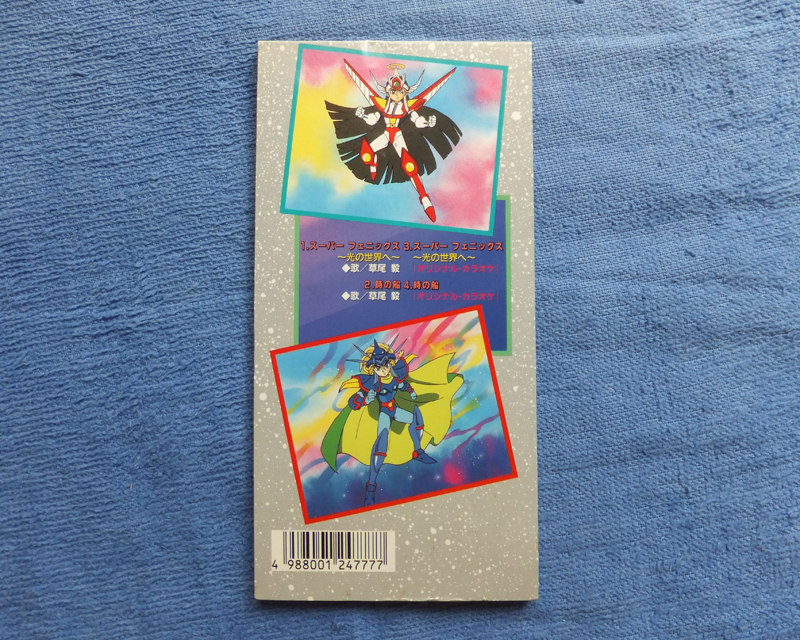 1.スーパー フェニックス 3.スーパー フェニックス
～光の世界へ～ ～光の世界へ～
◆歌／草尾 毅 (オリジナル・カラオケ)
2.時の船 4.時の船
◆歌／草尾 毅 (オリジナル・カラオケ)
4 988001 247777